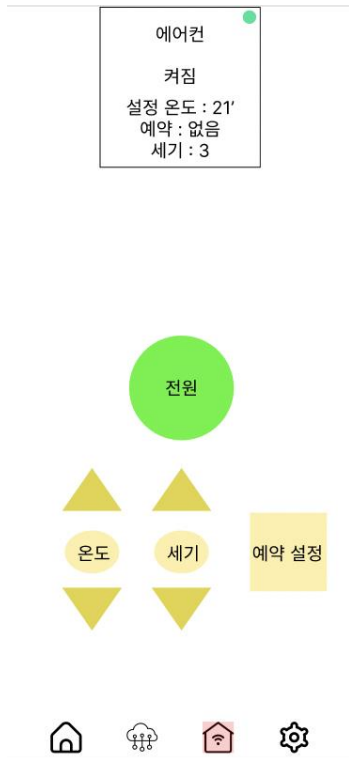 에어컨
켜짐
설정 온도 : 21′
예약 : 없음
세기 : 3
전원
온도
세기
예약 설정